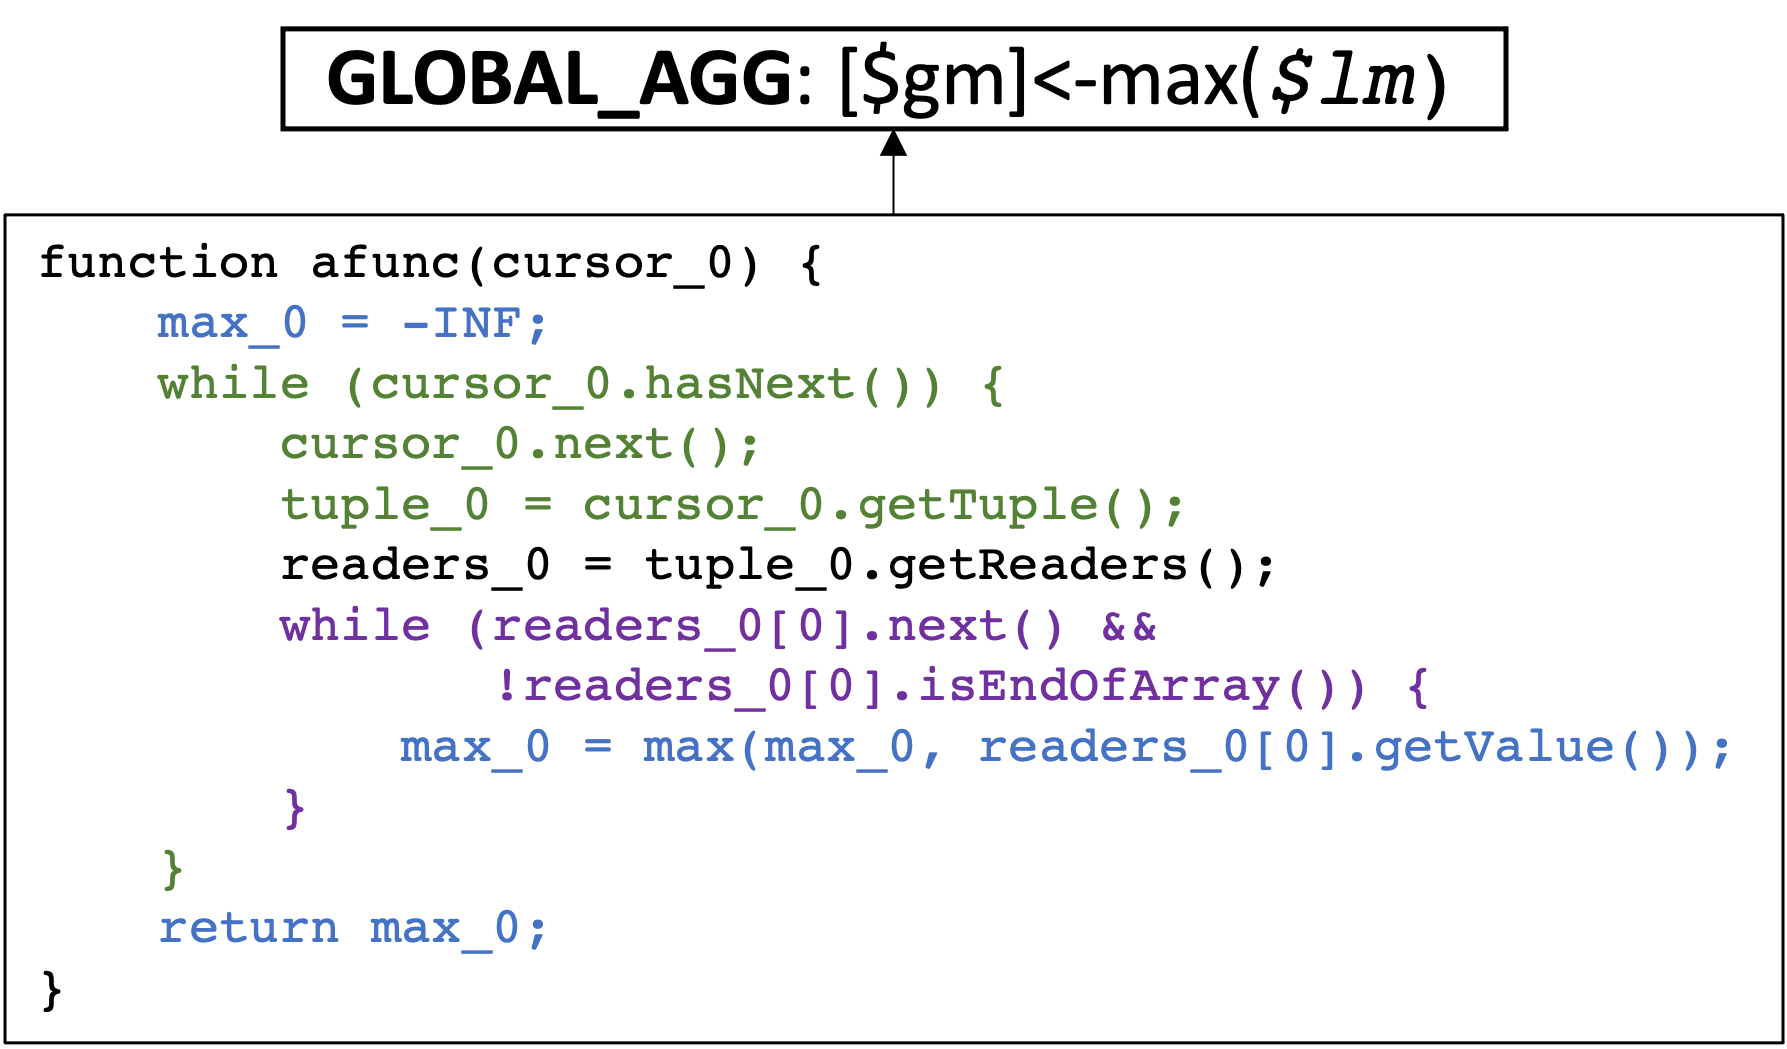 GLOBAL_AGG: [$gm]<-max($lm)
function afunc(cursor_0) {
max_0 = -INF;
while (cursor_0.hasNext()) {
cursor_0.next();
tuple_0 = cursor_0.getTuple();
readers_0 = tuple_0.getReaders();
while (readers_0[0].next() &&
!readers_0[0].isEndOfArray()) {
max_0 = max(max_0, readers_0[0].getValue());
}
}
return max_0;
}